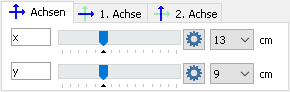 Achsen 1. Achse 2. Achse
x 13 cm
y 9 cm